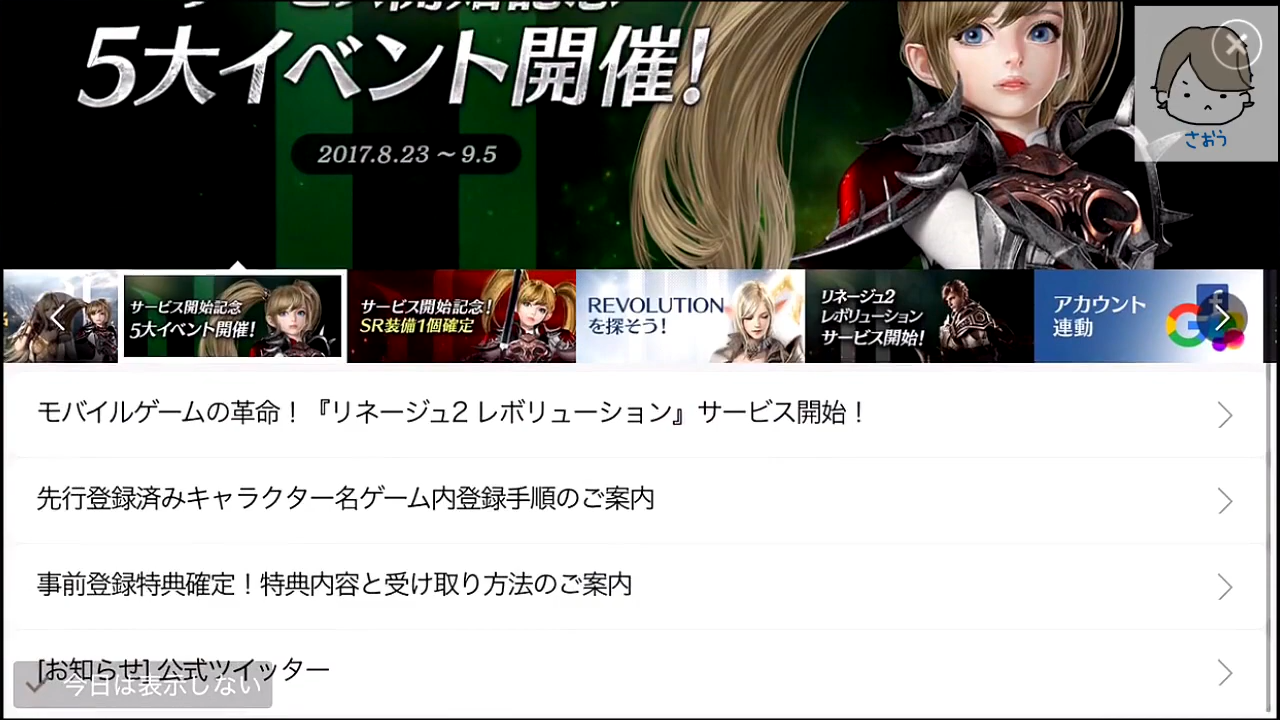 サービス開始記念
5大イベント開催!
2017.8.23 ~ 9.5
さおう
サービス開始記念
5大イベント開催!
サービス開始記念!
SR装備1個確定
REVOLUTION
を探そう!
リネージュ2
レボリューション
サービス開始!
アカウント
連動
モバイルゲームの革命！『リネージュ2 レボリューション』サービス開始！
先行登録済みキャラクター名ゲーム内登録手順のご案内
事前登録特典確定！特典内容と受け取り方法のご案内
[お知らせ] 公式ツイッター
今日は表示しない